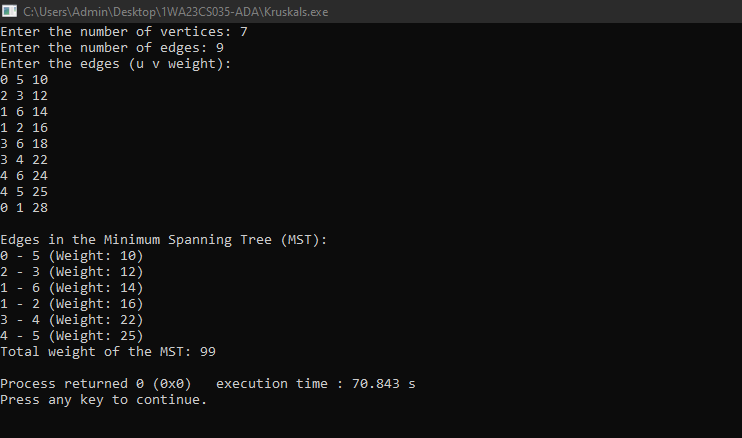 C:\Users\Admin\Desktop\1WA23CS035-ADA\Kruskals.exe
Enter the number of vertices: 7
Enter the number of edges: 9
Enter the edges (u v weight):
0 5 10
2 3 12
1 6 14
1 2 16
3 6 18
3 4 22
4 6 24
4 5 25
0 1 28
Edges in the Minimum Spanning Tree (MST):
0 - 5 (Weight: 10)
2 - 3 (Weight: 12)
1 - 6 (Weight: 14)
1 - 2 (Weight: 16)
3 - 4 (Weight: 22)
4 - 5 (Weight: 25)
Total weight of the MST: 99
Process returned 0 (0x0)   execution time : 70.843 s
Press any key to continue.